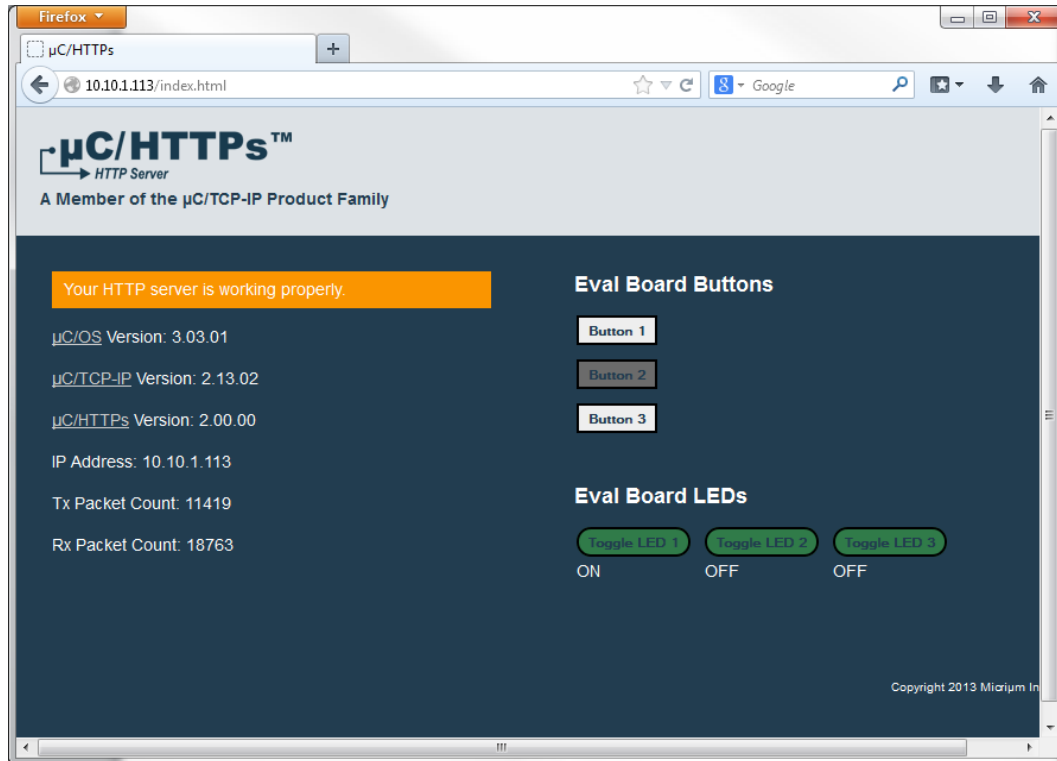 Firefox
µC/HTTPs
10.10.1.113/index.html
Google
µC/HTTPs™
HTTP Server
A Member of the µC/TCP-IP Product Family
Your HTTP server is working properly.
µC/OS Version: 3.03.01
µC/TCP-IP Version: 2.13.02
µC/HTTPs Version: 2.00.00
IP Address: 10.10.1.113
Tx Packet Count: 11419
Rx Packet Count: 18763
Eval Board Buttons
Button 1
Button 2
Button 3
Eval Board LEDs
Toggle LED 1 Toggle LED 2 Toggle LED 3
ON OFF OFF
Copyright 2013 Micriµm In